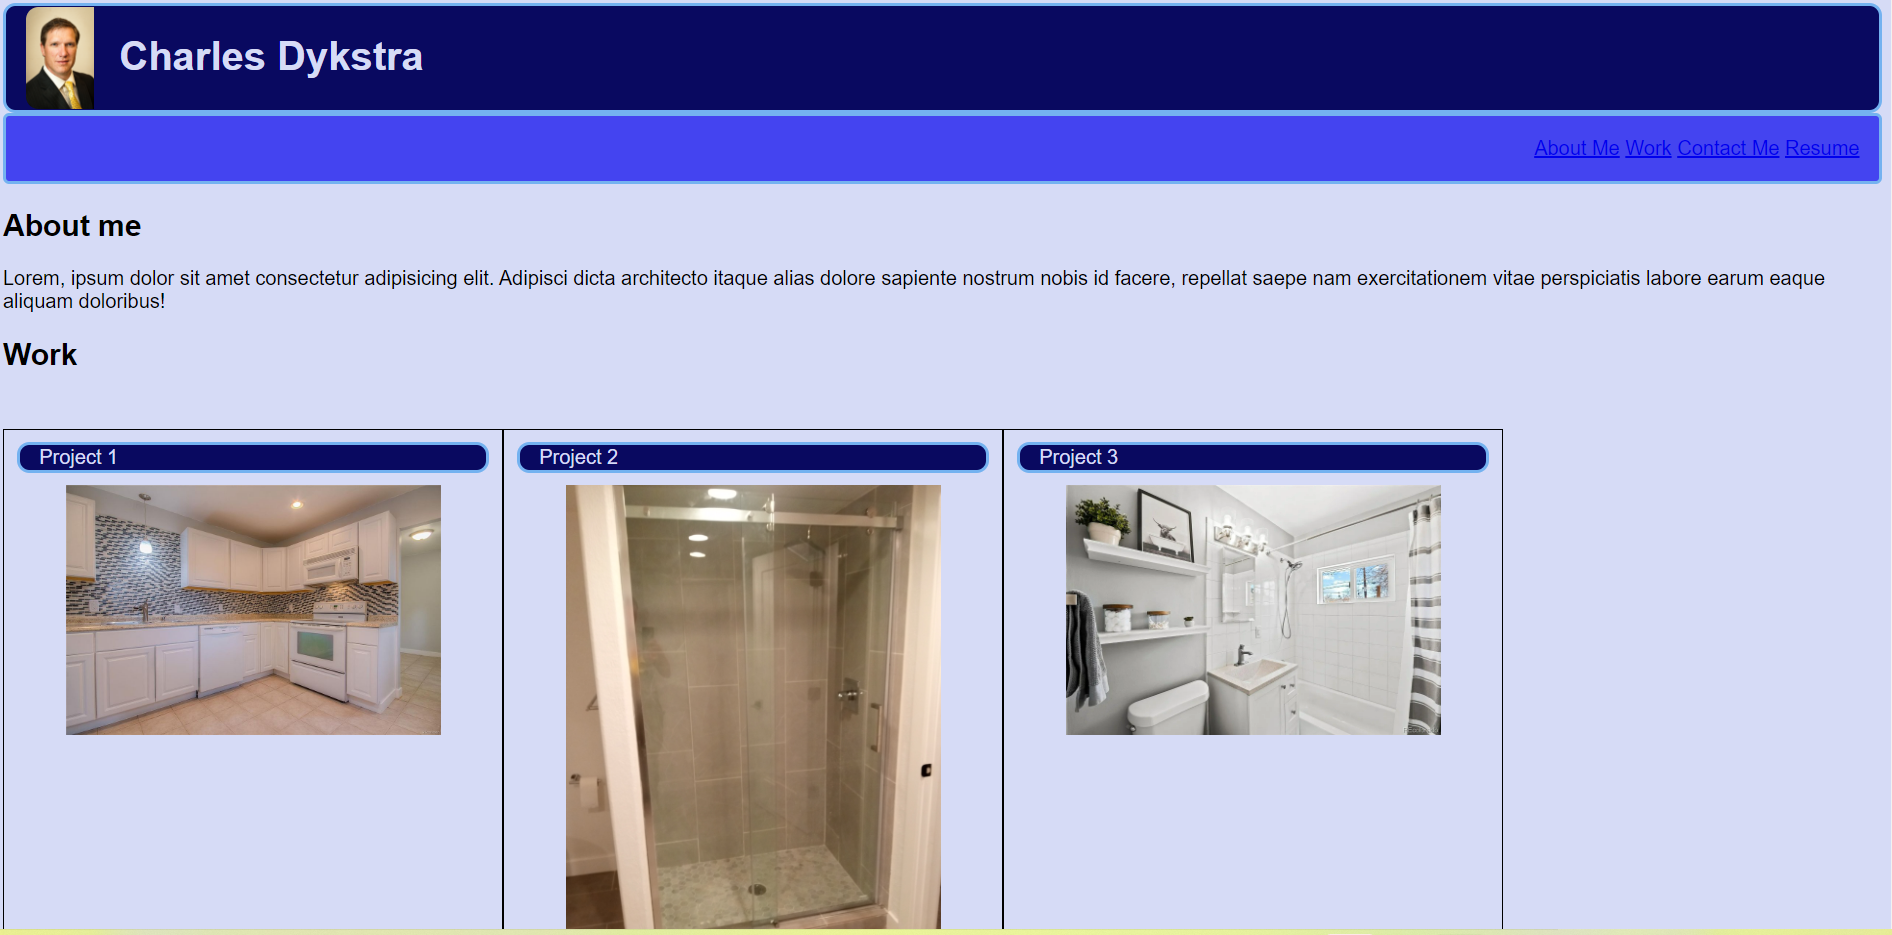 Charles Dykstra
About Me Work Contact Me Resume
About me
Lorem, ipsum dolor sit amet consectetur adipisicing elit. Adipisci dicta architecto itaque alias dolore sapiente nostrum nobis id facere, repellat saepe nam exercitationem vitae perspiciatis labore earum eaque
aliquam doloribus!
Work
Project 1
Project 2
Project 3